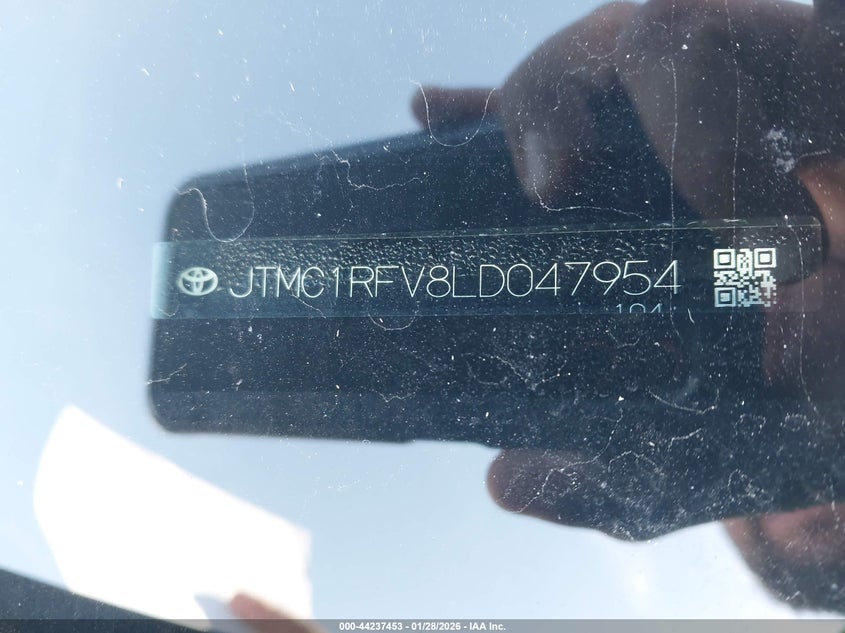 JTMC1RFV8LD047954
000-44237453 - 01/28/2026 - IAA Inc.